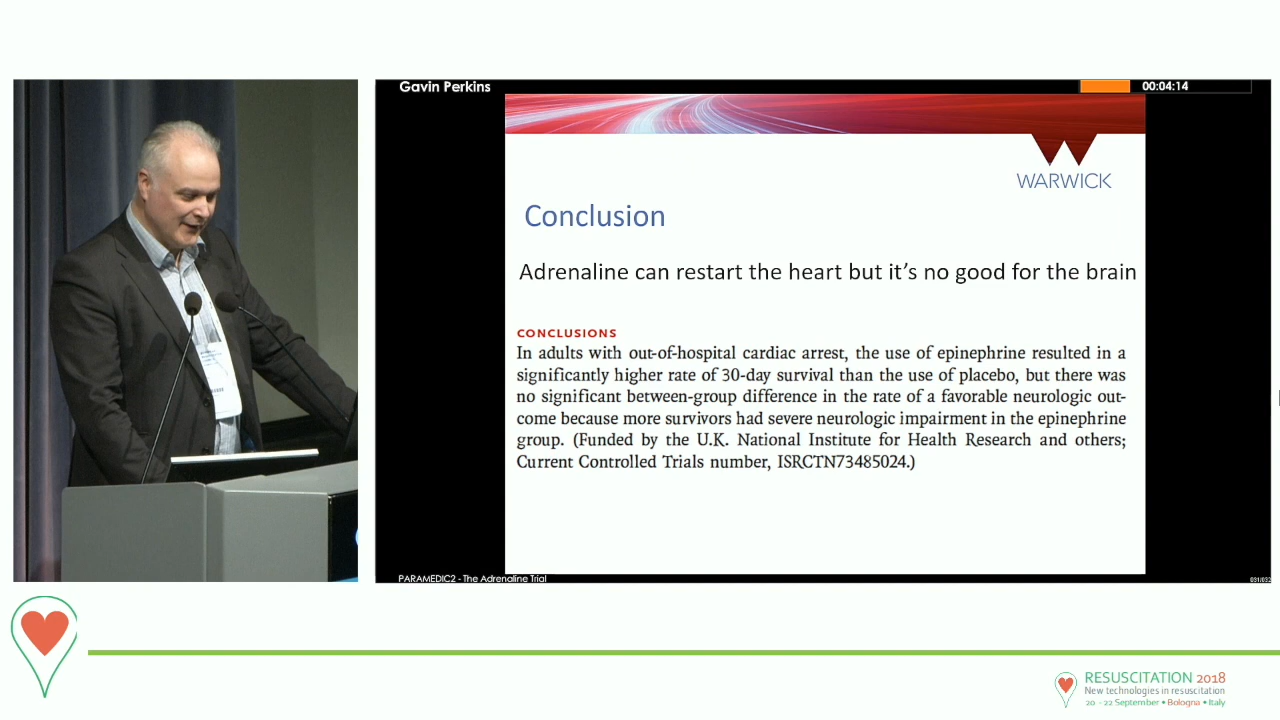 Gavin Perkins
00:04:14
WARWICK
Conclusion
Adrenaline can restart the heart but it’s no good for the brain
CONCLUSIONS
In adults with out-of-hospital cardiac arrest, the use of epinephrine resulted in a
significantly higher rate of 30-day survival than the use of placebo, but there was
no significant between-group difference in the rate of a favorable neurologic out-
come because more survivors had severe neurologic impairment in the epinephrine
group. (Funded by the U.K. National Institute for Health Research and others;
Current Controlled Trials number, ISRCTN73485024.)
PARAMEDIC2 - The Adrenaline Trial
031/032
RESUSCITATION 2018
New technologies in resuscitation
20 - 22 September • Bologna • Italy